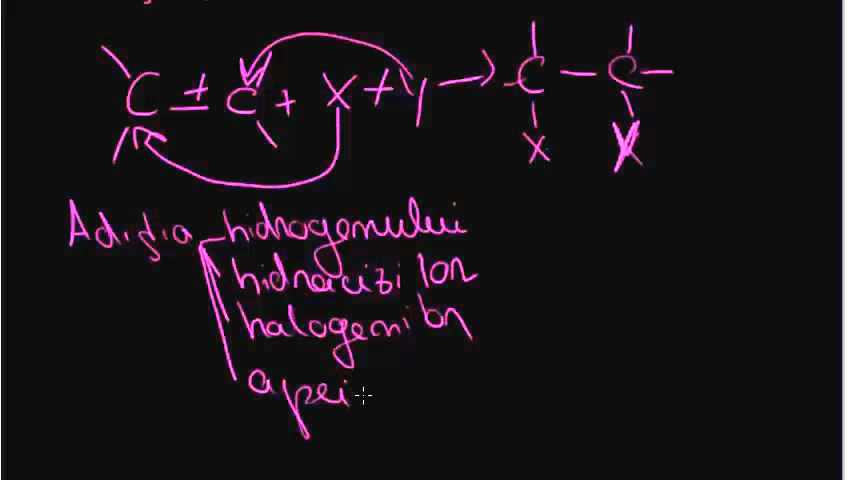 C = C + X + Y → C — C
X Y
Adiția hidrogenului
hidracizilor
halogenilor
apei